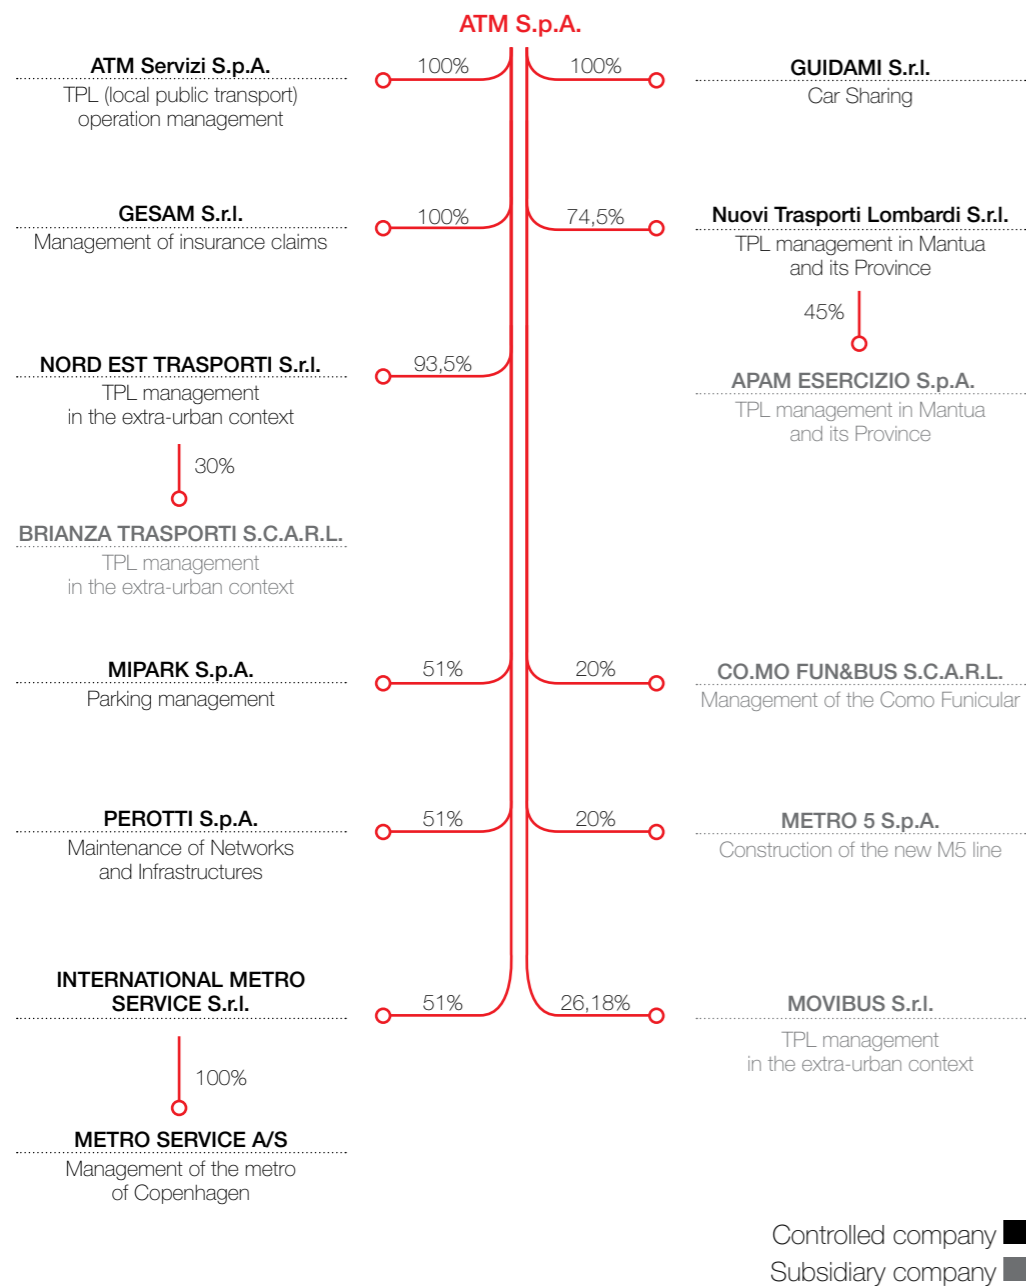 ATM S.p.A.
ATM Servizi S.p.A.
TPL (local public transport)
operation management
100%
100%
GUIDAMI S.r.l.
Car Sharing
GESAM S.r.l.
Management of insurance claims
100%
74,5%
Nuovi Trasporti Lombardi S.r.l.
TPL management in Mantua
and its Province
45%
APAM ESERCIZIO S.p.A.
TPL management in Mantua
and its Province
NORD EST TRASPORTI S.r.l.
93,5%
TPL management
in the extra-urban context
30%
BRIANZA TRASPORTI S.C.A.R.L.
TPL management
in the extra-urban context
MIPARK S.p.A.
Parking management
51%
20%
CO.MO FUN&BUS S.C.A.R.L.
Management of the Como Funicular
PEROTTI S.p.A.
Maintenance of Networks
and Infrastructures
51%
20%
METRO 5 S.p.A.
Construction of the new M5 line
INTERNATIONAL METRO
SERVICE S.r.l.
51%
26,18%
MOVIBUS S.r.l.
TPL management
in the extra-urban context
100%
METRO SERVICE A/S
Management of the metro
of Copenhagen
Controlled company
Subsidiary company